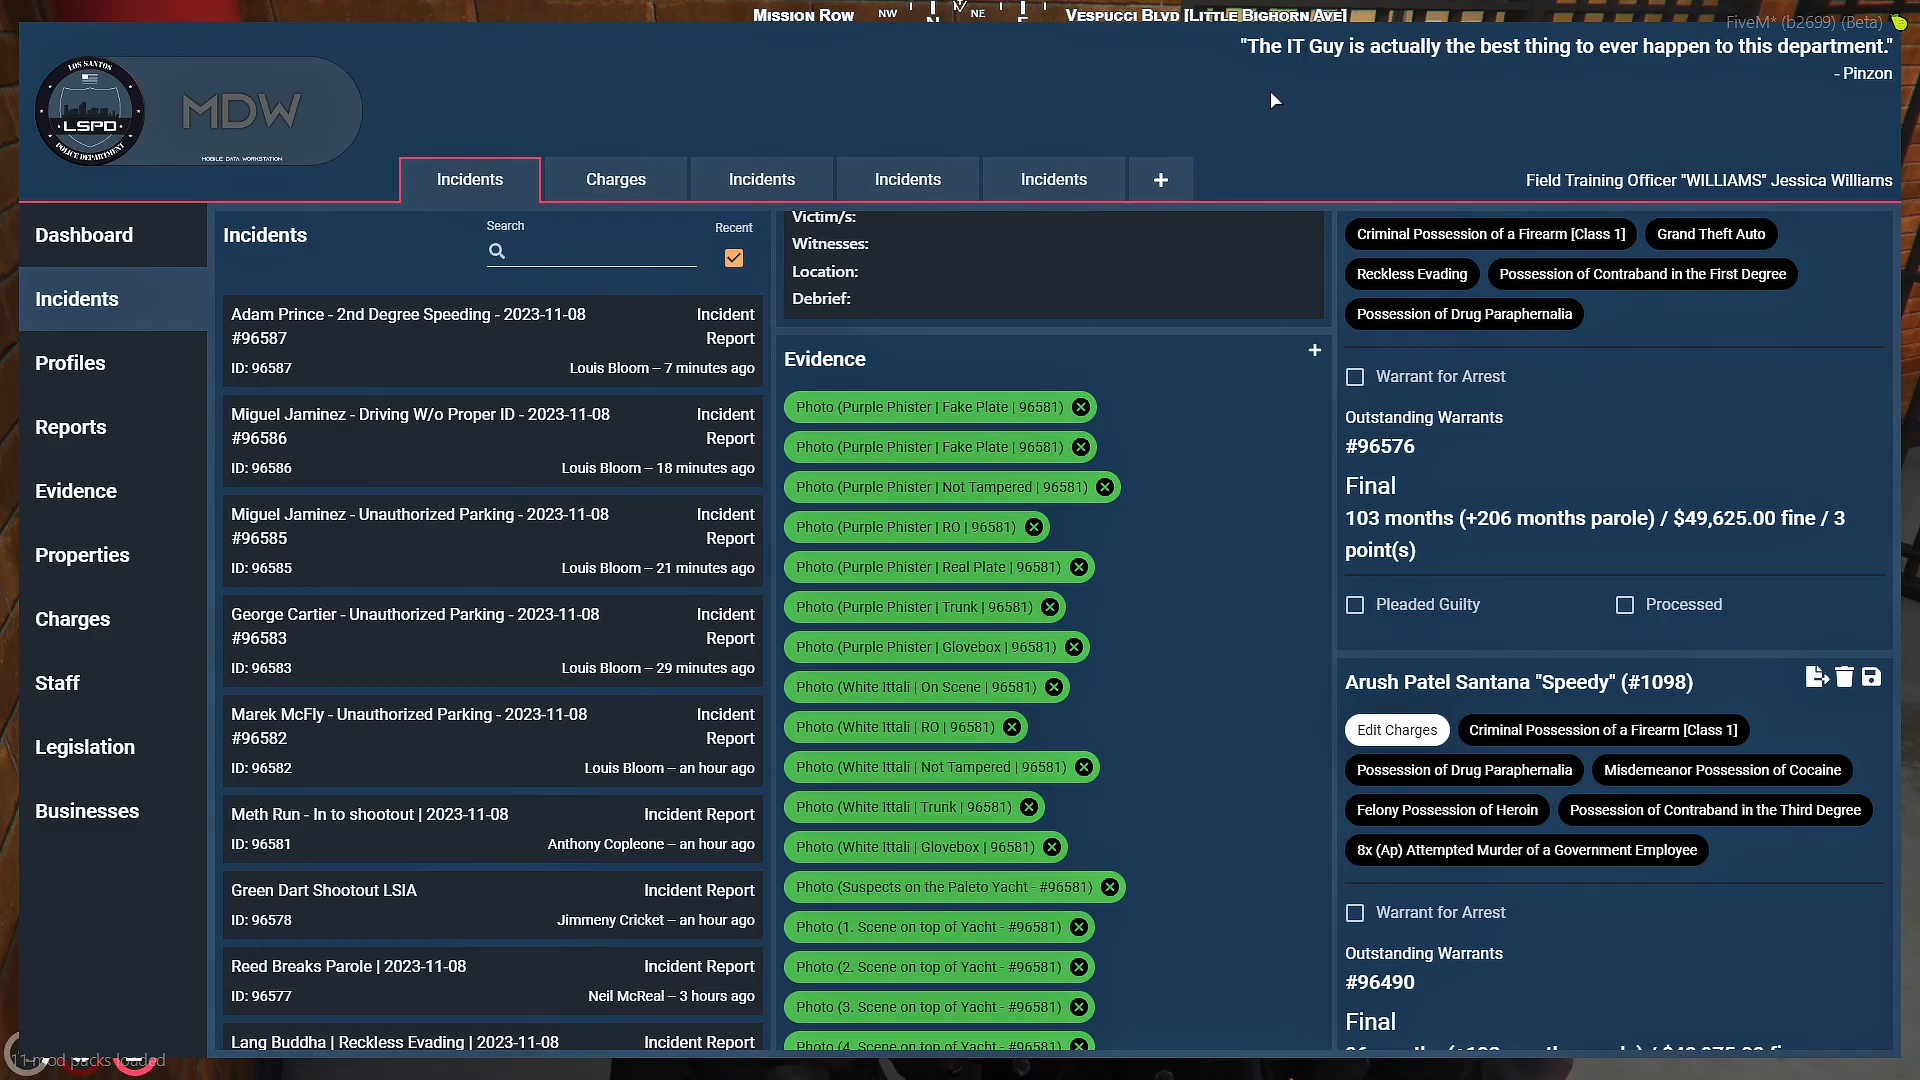 Mission Row
NW
N
NE
E
Vespucci Blvd [Little Bighorn Ave]
FiveM* (b2699) (Beta)
"The IT Guy is actually the best thing to ever happen to this department."
- Pinzon
LOS SANTOS
LSPD
POLICE DEPARTMENT
MDW
MOBILE DATA WORKSTATION
Incidents
Charges
Incidents
Incidents
Incidents
+
Field Training Officer "WILLIAMS" Jessica Williams
Dashboard
Incidents
Profiles
Reports
Evidence
Properties
Charges
Staff
Legislation
Businesses
Incidents
Search
Recent
Adam Prince - 2nd Degree Speeding - 2023-11-08 Incident
#96587 Report
ID: 96587 Louis Bloom – 7 minutes ago
Miguel Jaminez - Driving W/o Proper ID - 2023-11-08 Incident
#96586 Report
ID: 96586 Louis Bloom – 18 minutes ago
Miguel Jaminez - Unauthorized Parking - 2023-11-08 Incident
#96585 Report
ID: 96585 Louis Bloom – 21 minutes ago
George Cartier - Unauthorized Parking - 2023-11-08 Incident
#96583 Report
ID: 96583 Louis Bloom – 29 minutes ago
Marek McFly - Unauthorized Parking - 2023-11-08 Incident
#96582 Report
ID: 96582 Louis Bloom – an hour ago
Meth Run - In to shootout | 2023-11-08 Incident Report
ID: 96581 Anthony Copleone – an hour ago
Green Dart Shootout LSIA Incident Report
ID: 96578 Jimmeny Cricket – an hour ago
Reed Breaks Parole | 2023-11-08 Incident Report
ID: 96577 Neil McReal – 3 hours ago
Lang Buddha | Reckless Evading | 2023-11-08 Incident Report
Victim/s:
Witnesses:
Location:
Debrief:
Evidence +
Photo (Purple Phister | Fake Plate | 96581)
Photo (Purple Phister | Fake Plate | 96581)
Photo (Purple Phister | Not Tampered | 96581)
Photo (Purple Phister | RO | 96581)
Photo (Purple Phister | Real Plate | 96581)
Photo (Purple Phister | Trunk | 96581)
Photo (Purple Phister | Glovebox | 96581)
Photo (White Ittali | On Scene | 96581)
Photo (White Ittali | RO | 96581)
Photo (White Ittali | Not Tampered | 96581)
Photo (White Ittali | Trunk | 96581)
Photo (White Ittali | Glovebox | 96581)
Photo (Suspects on the Paleto Yacht - #96581)
Photo (1. Scene on top of Yacht - #96581)
Photo (2. Scene on top of Yacht - #96581)
Photo (3. Scene on top of Yacht - #96581)
Photo (4. Scene on top of Yacht - #96581)
Criminal Possession of a Firearm [Class 1] Grand Theft Auto
Reckless Evading Possession of Contraband in the First Degree
Possession of Drug Paraphernalia
Warrant for Arrest
Outstanding Warrants
#96576
Final
103 months (+206 months parole) / $49,625.00 fine / 3
point(s)
Pleaded Guilty Processed
Arush Patel Santana "Speedy" (#1098)
Edit Charges Criminal Possession of a Firearm [Class 1]
Possession of Drug Paraphernalia Misdemeanor Possession of Cocaine
Felony Possession of Heroin Possession of Contraband in the Third Degree
8x (Ap) Attempted Murder of a Government Employee
Warrant for Arrest
Outstanding Warrants
#96490
Final
11 mod packs loaded